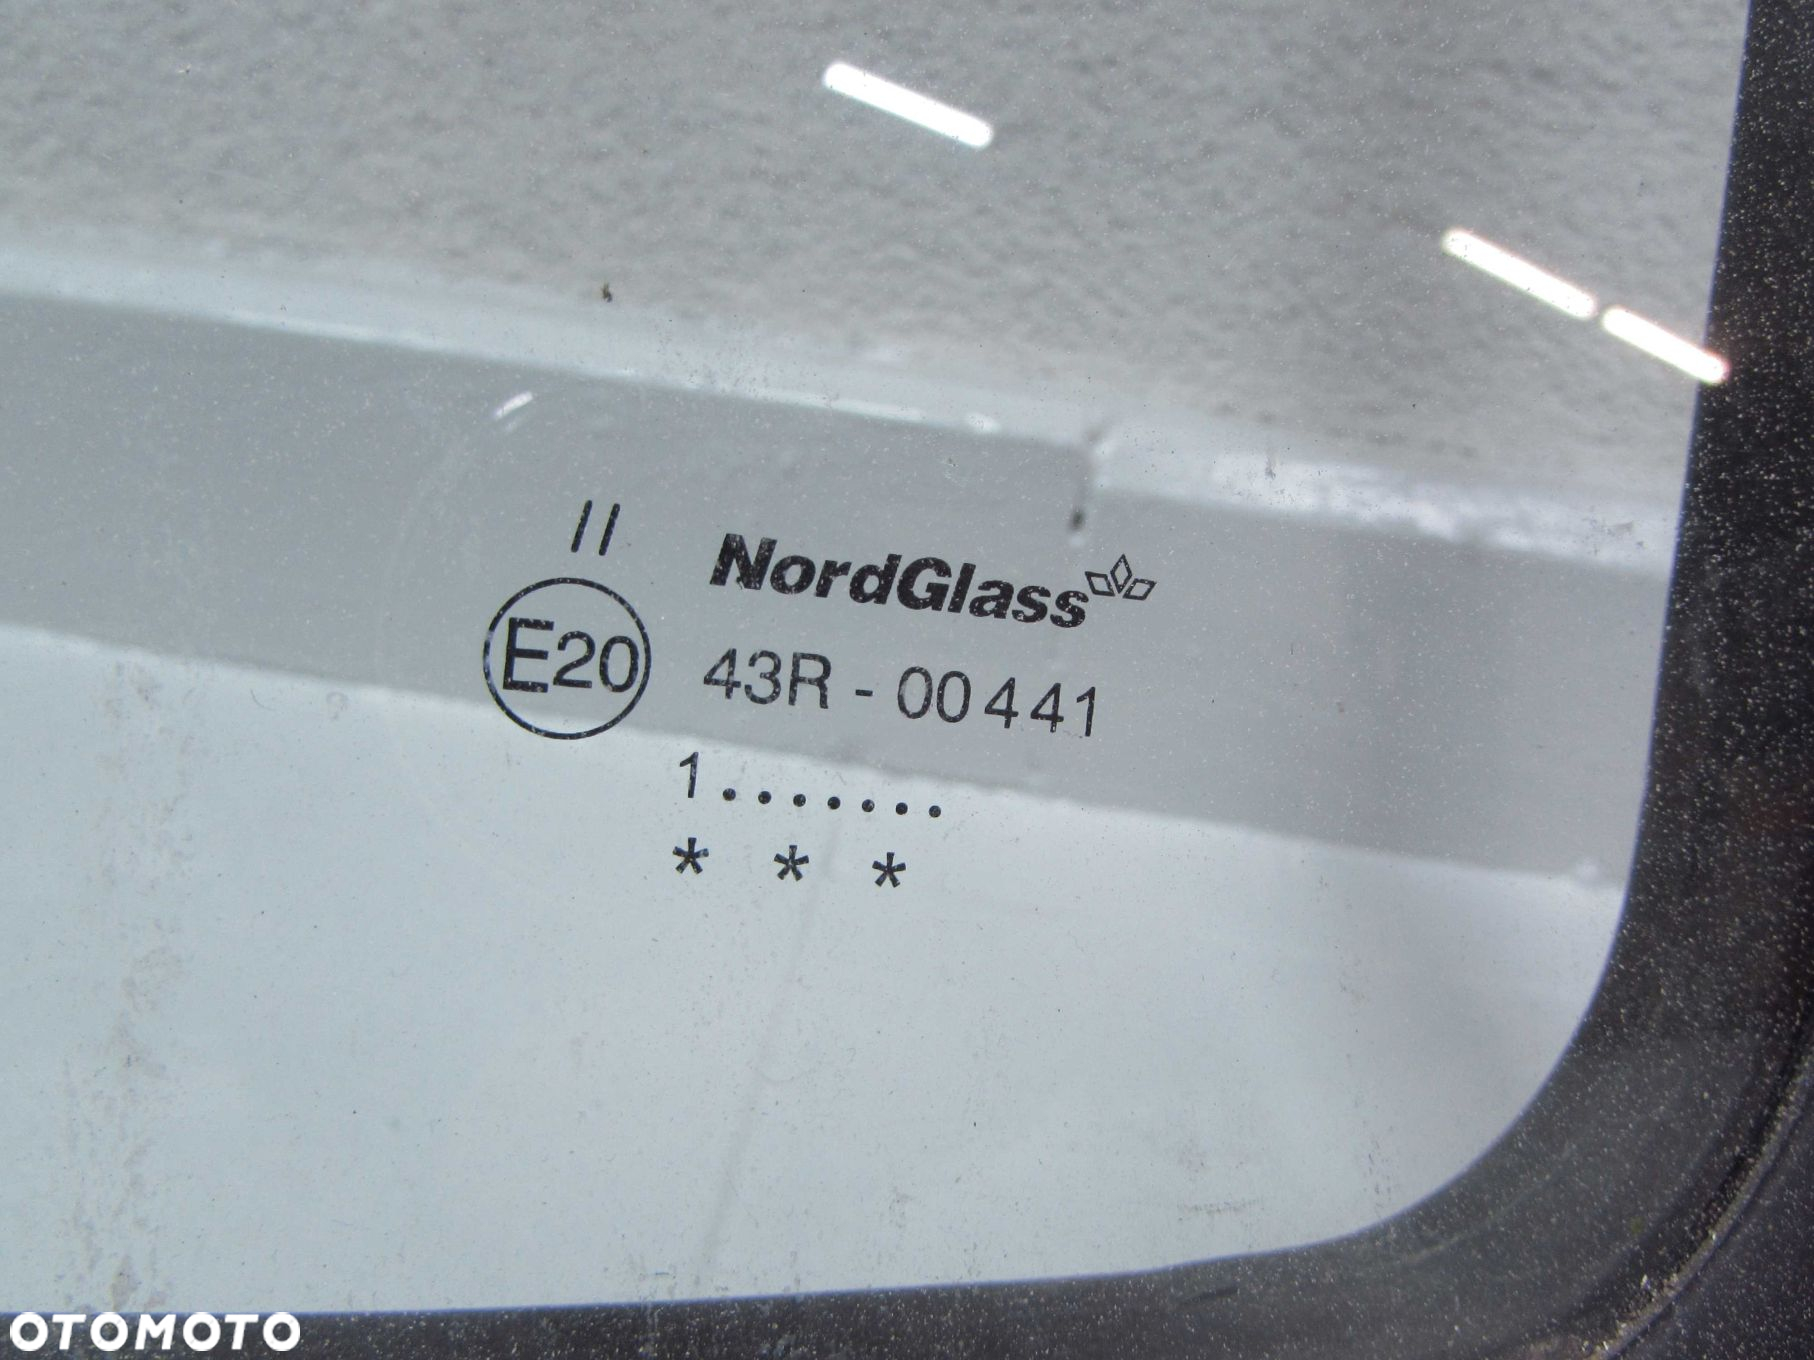 II
NordGlass
E20
43R - 00441
1.......
* * *
OTOMOTO